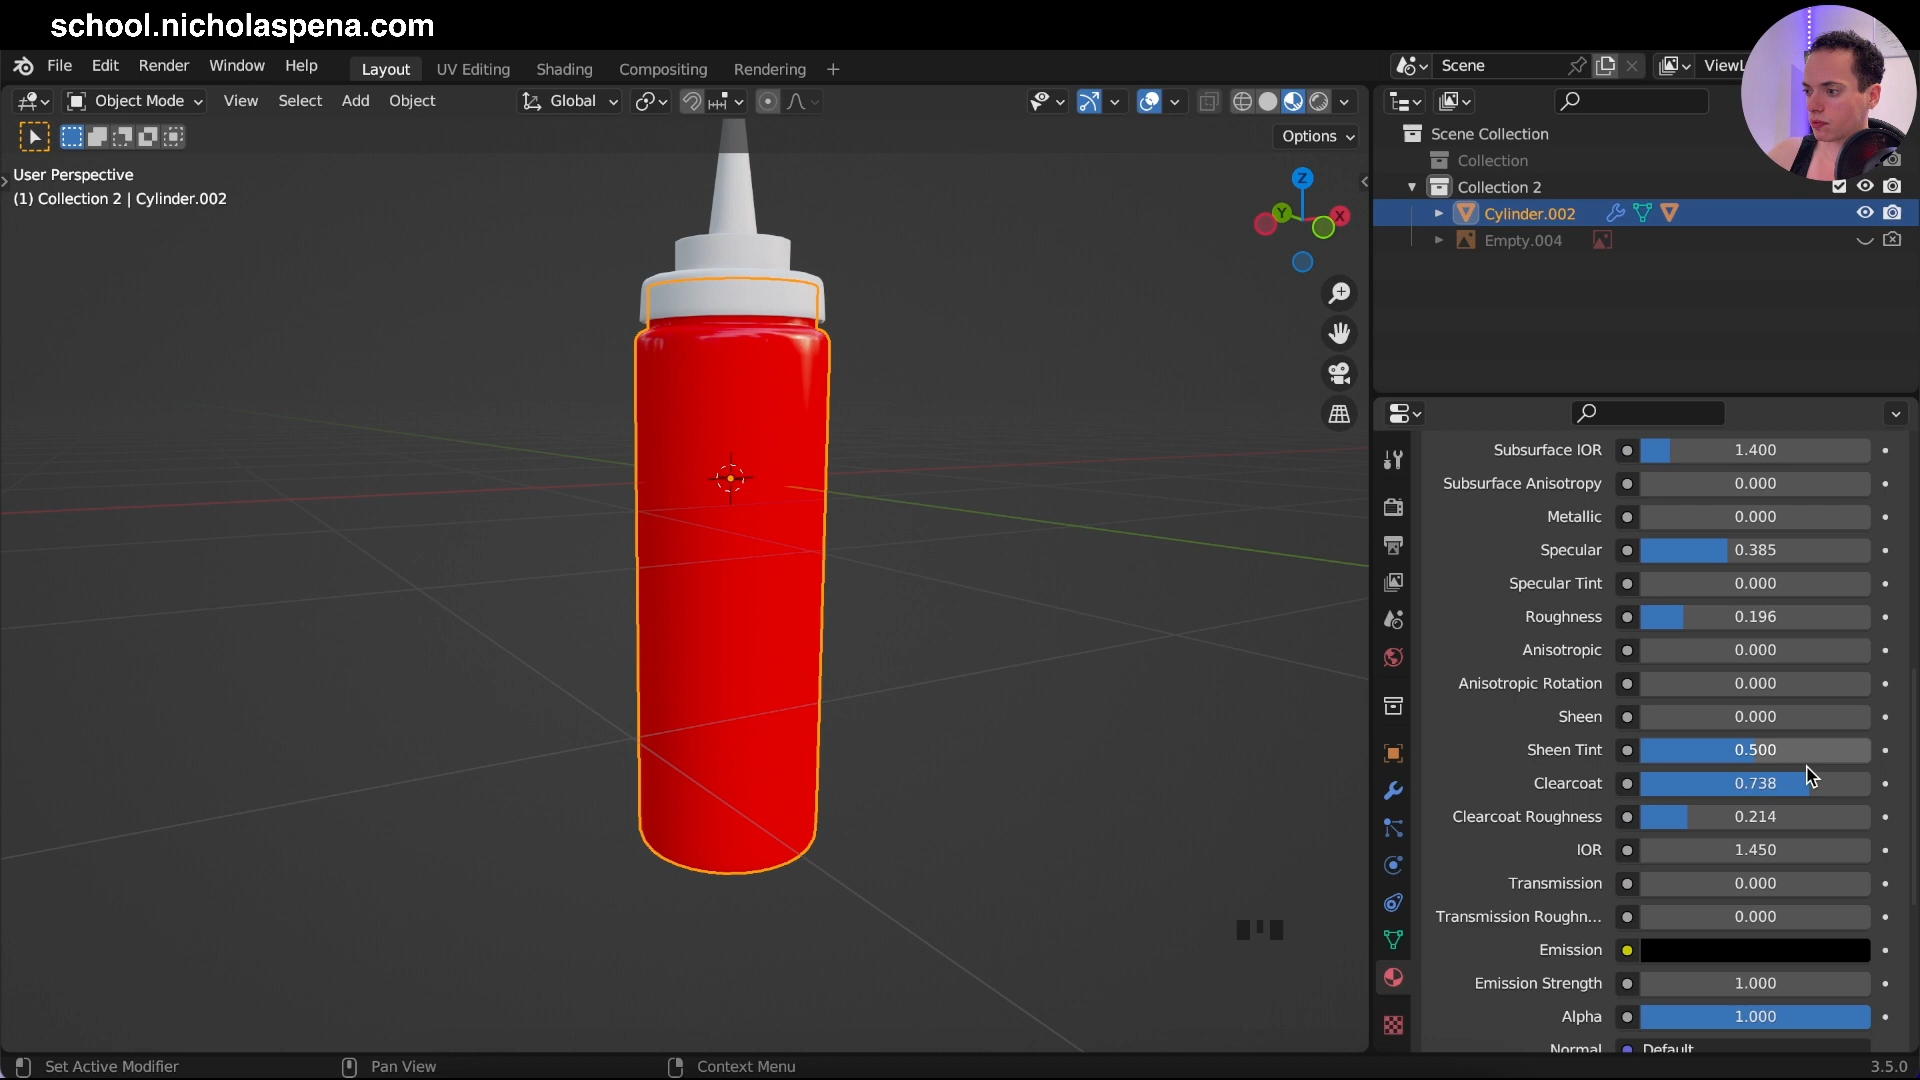 school.nicholaspena.com
File Edit Render Window Help Layout UV Editing Shading Compositing Rendering + Scene ViewL
Object Mode View Select Add Object Global
Options
User Perspective
(1) Collection 2 | Cylinder.002
Z
Y
X
Scene Collection
Collection
Collection 2
Cylinder.002
Empty.004
Subsurface IOR 1.400
Subsurface Anisotropy 0.000
Metallic 0.000
Specular 0.385
Specular Tint 0.000
Roughness 0.196
Anisotropic 0.000
Anisotropic Rotation 0.000
Sheen 0.000
Sheen Tint 0.500
Clearcoat 0.738
Clearcoat Roughness 0.214
IOR 1.450
Transmission 0.000
Transmission Roughn... 0.000
Emission
Emission Strength 1.000
Alpha 1.000
Normal Default
Set Active Modifier Pan View Context Menu 3.5.0